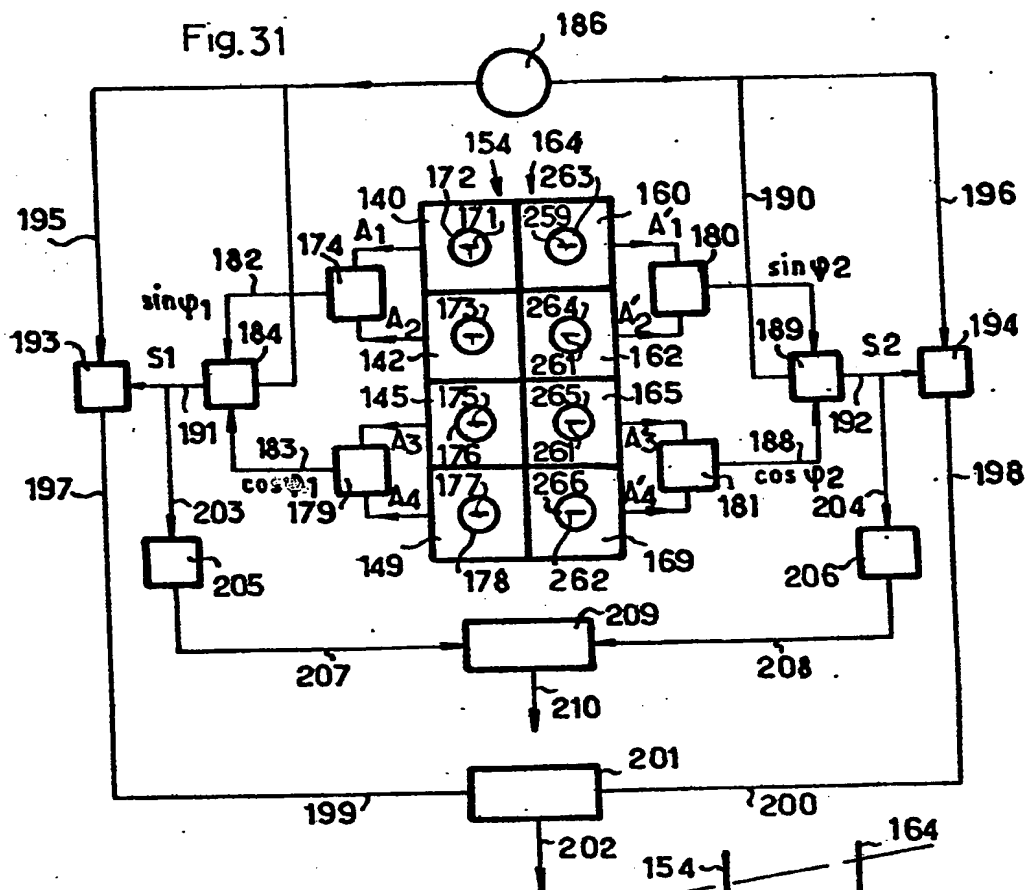 Fig. 31
186
154 164
172 263
140 171 259 160
195 A1 A'1 190 196
182 174 180
sinφ1 sinφ2
193 184 A2 173 264 A'2 189 194
S1 142 261 162 S2
191 145 175 265 165 192
183 A3 176 261 A'3 188
cosφ1 cosφ2
197 179 A4 177 266 A'4 181 198
203 204
149 178 262 169
205 206
209
207 208
210
201
199 200
202
154 164